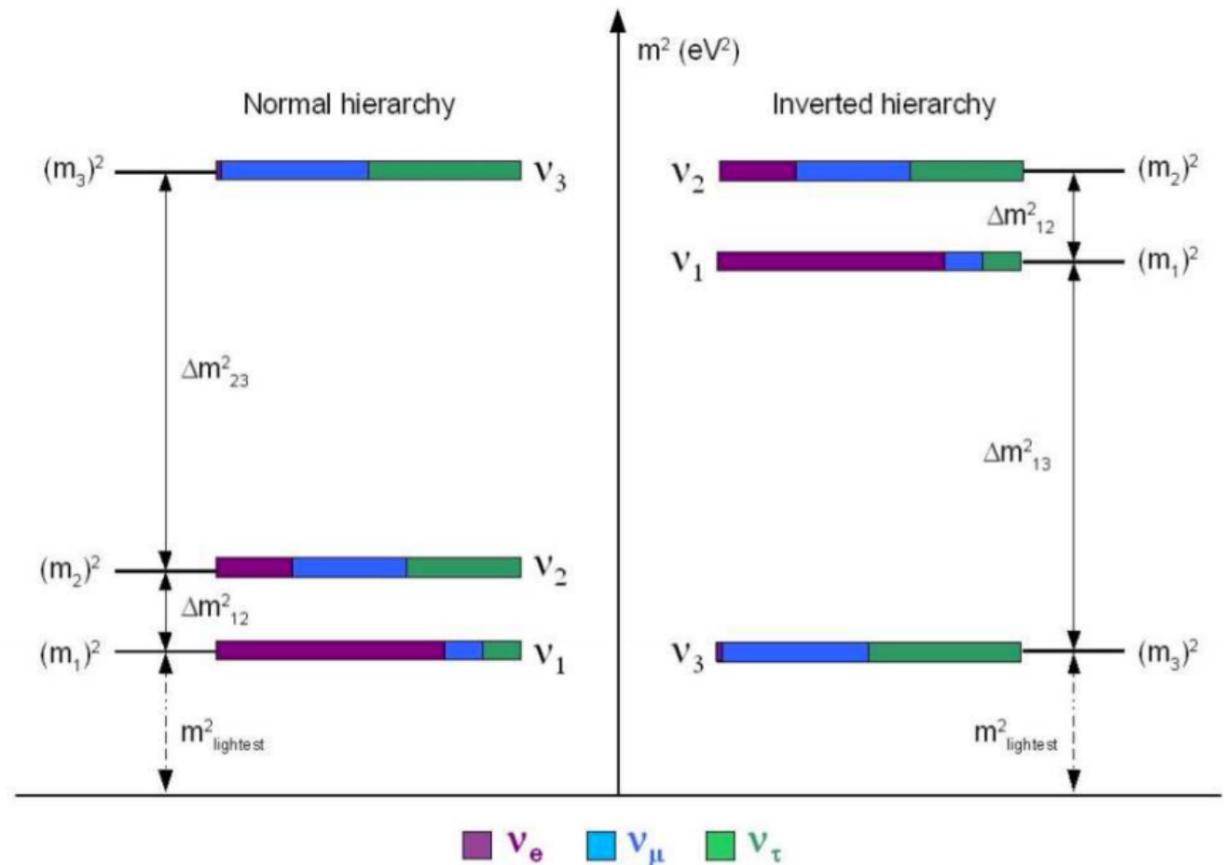 m² (eV²)
Normal hierarchy
(m₃)²
ν₃
Δm²₂₃
(m₂)²
ν₂
Δm²₁₂
(m₁)²
ν₁
m²lightest
Inverted hierarchy
ν₂
(m₂)²
Δm²₁₂
ν₁
(m₁)²
Δm²₁₃
ν₃
(m₃)²
m²lightest
νe νμ ντ